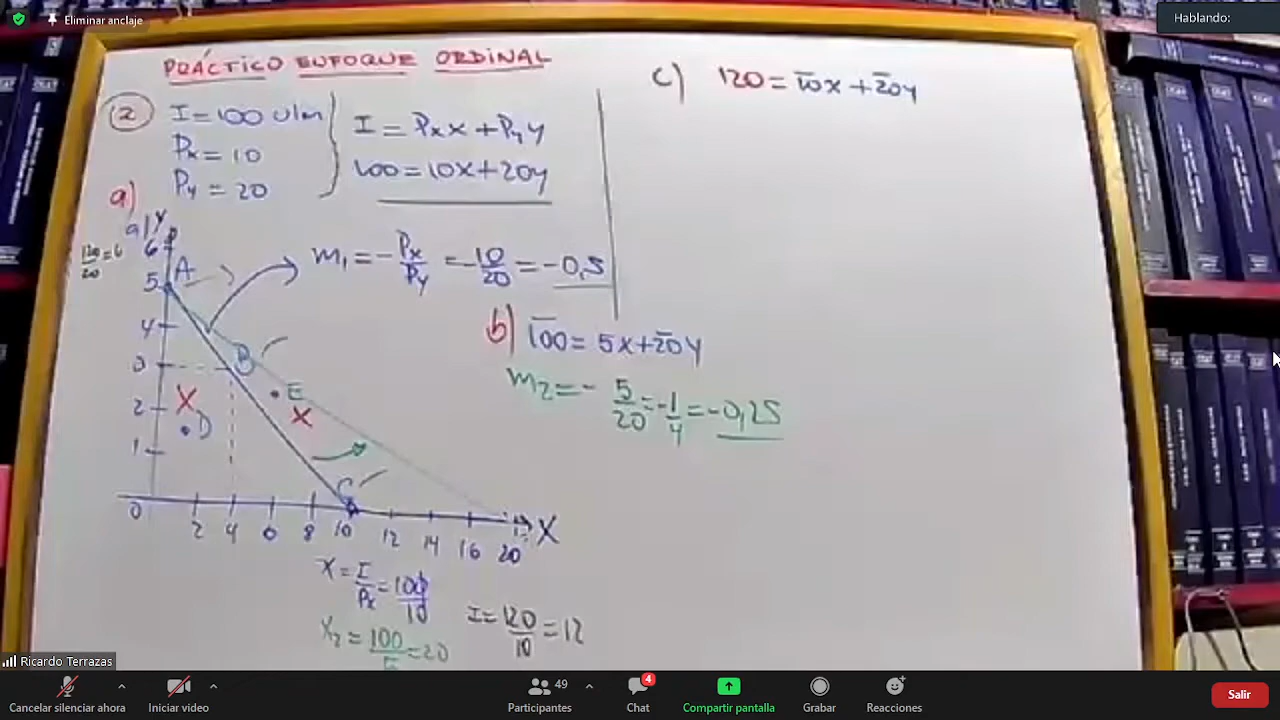 Eliminar anclaje
Hablando:
PRÁCTICO ENFOQUE ORDINAL
2
I = 100 U/m
Px = 10
Py = 20
I = Pxx + Pyy
100 = 10x + 20y
a)
a) Y
6
120/20 = 6
5
A
4
3
B
2
X
D
1
0
E
X
C
2 4 6 8 10 12 14 16 20
X
m1 = - Px/Py = - 10/20 = -0,5
b) 100 = 5x + 20y
m2 = - 5/20 = - 1/4 = -0,25
c) 120 = 10x + 20y
x = I/Px = 100/10
x2 = 100/5 = 20
I = 120/10 = 12
Ricardo Terrazas
Cancelar silenciar ahora
Iniciar video
49
Participantes
4
Chat
Compartir pantalla
Grabar
Reacciones
Salir